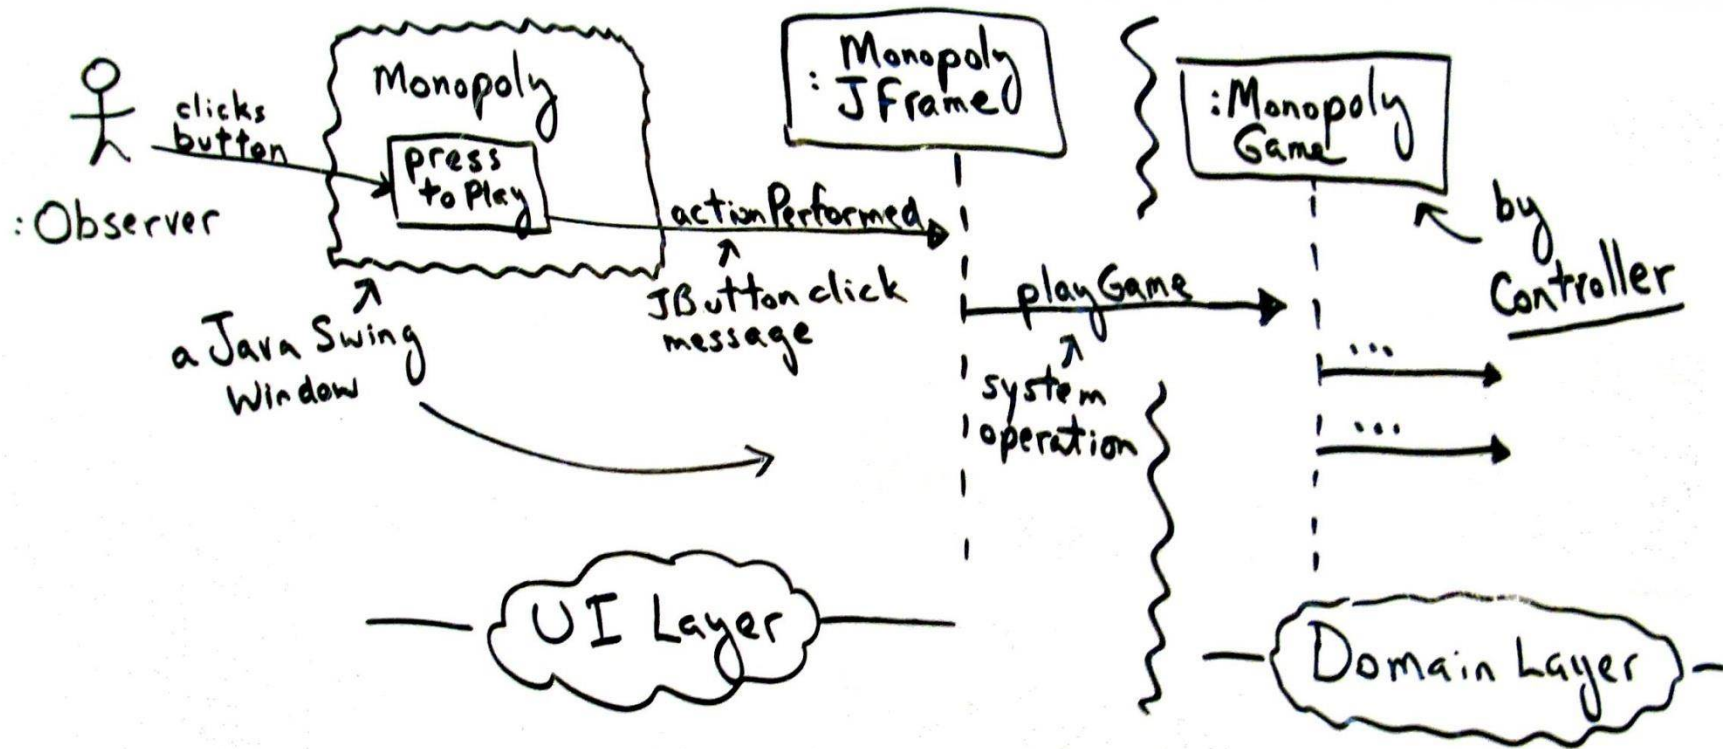 Monopoly
clicks
button
press
to Play
:Observer
a Java Swing
Window
actionPerformed
JButton click
message
Monopoly
: JFrame
playGame
system
operation
:Monopoly
Game
by
Controller
...
...
UI Layer
Domain Layer